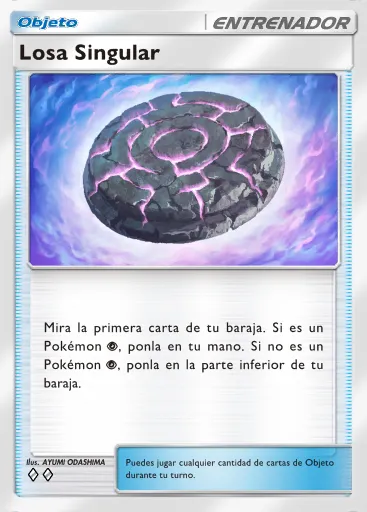 Objeto
ENTRENADOR
Losa Singular
Mira la primera carta de tu baraja. Si es un
Pokémon, ponla en tu mano. Si no es un
Pokémon, ponla en la parte inferior de tu
baraja.
Ilus. AYUMI ODASHIMA
Puedes jugar cualquier cantidad de cartas de Objeto
durante tu turno.